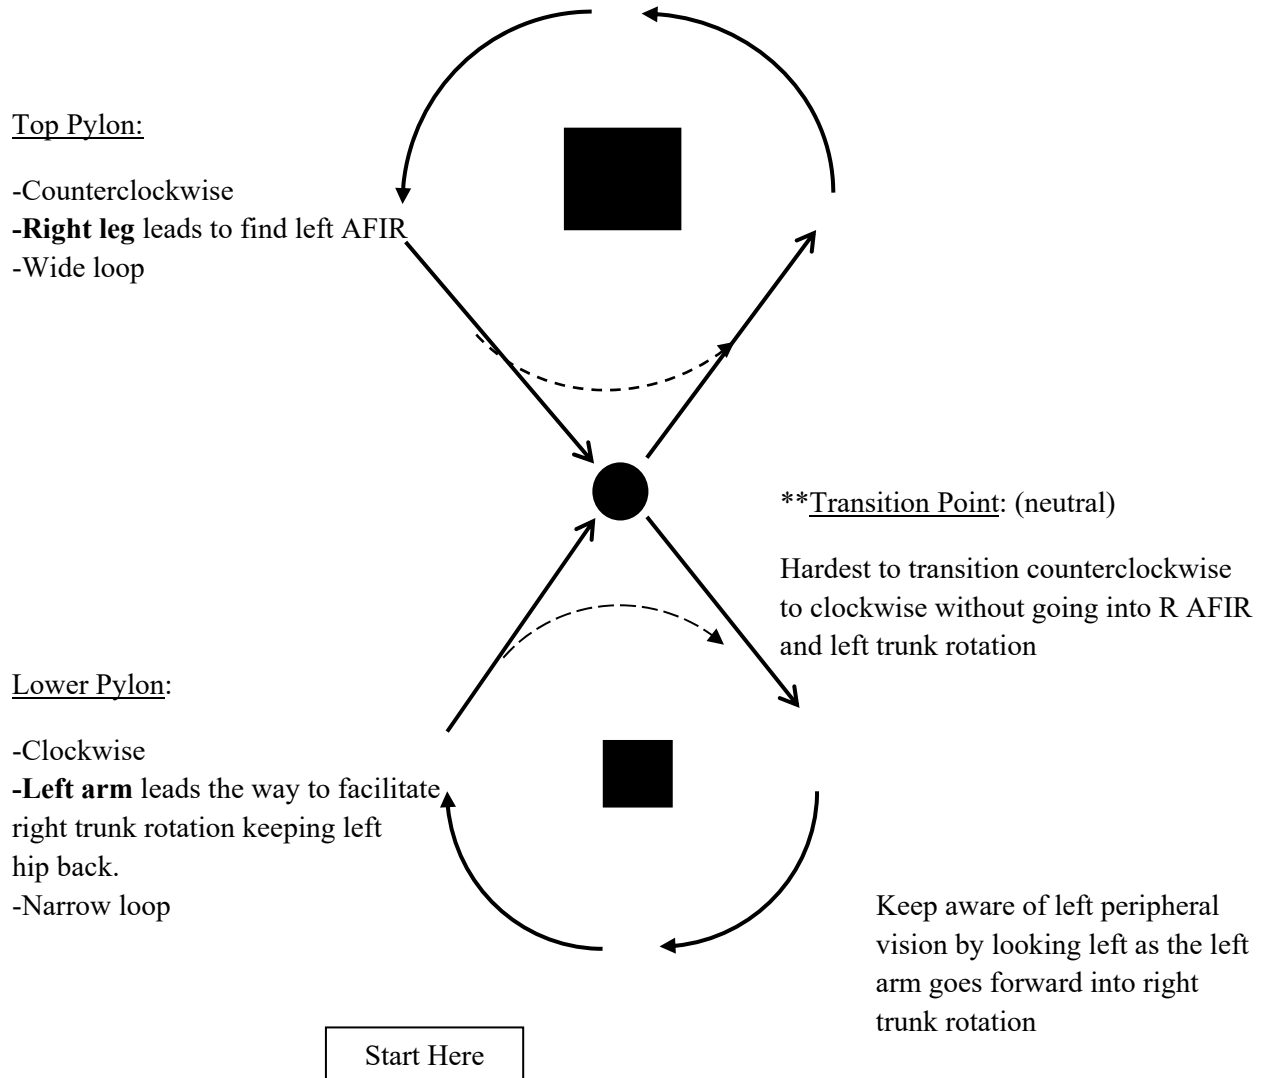 Top Pylon:
-Counterclockwise
-Right leg leads to find left AFIR
-Wide loop
**Transition Point: (neutral)
Hardest to transition counterclockwise
to clockwise without going into R AFIR
and left trunk rotation
Lower Pylon:
-Clockwise
-Left arm leads the way to facilitate
right trunk rotation keeping left
hip back.
-Narrow loop
Keep aware of left peripheral
vision by looking left as the left
arm goes forward into right
trunk rotation
Start Here